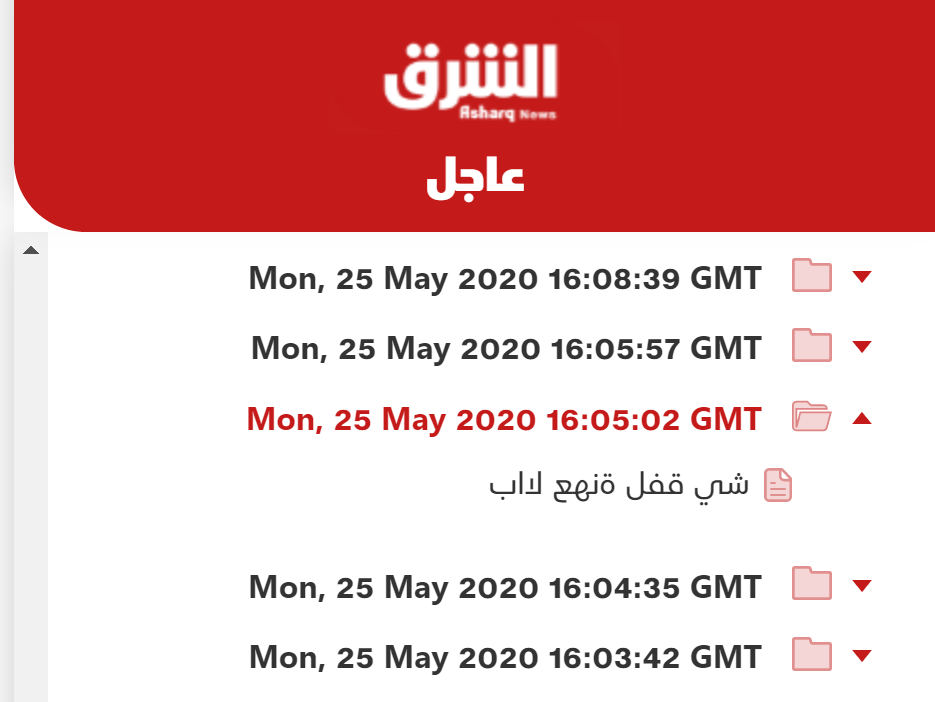 الشرق
Asharq News
عاجل
Mon, 25 May 2020 16:08:39 GMT
Mon, 25 May 2020 16:05:57 GMT
Mon, 25 May 2020 16:05:02 GMT
شي قفل ةنهع لااب
Mon, 25 May 2020 16:04:35 GMT
Mon, 25 May 2020 16:03:42 GMT